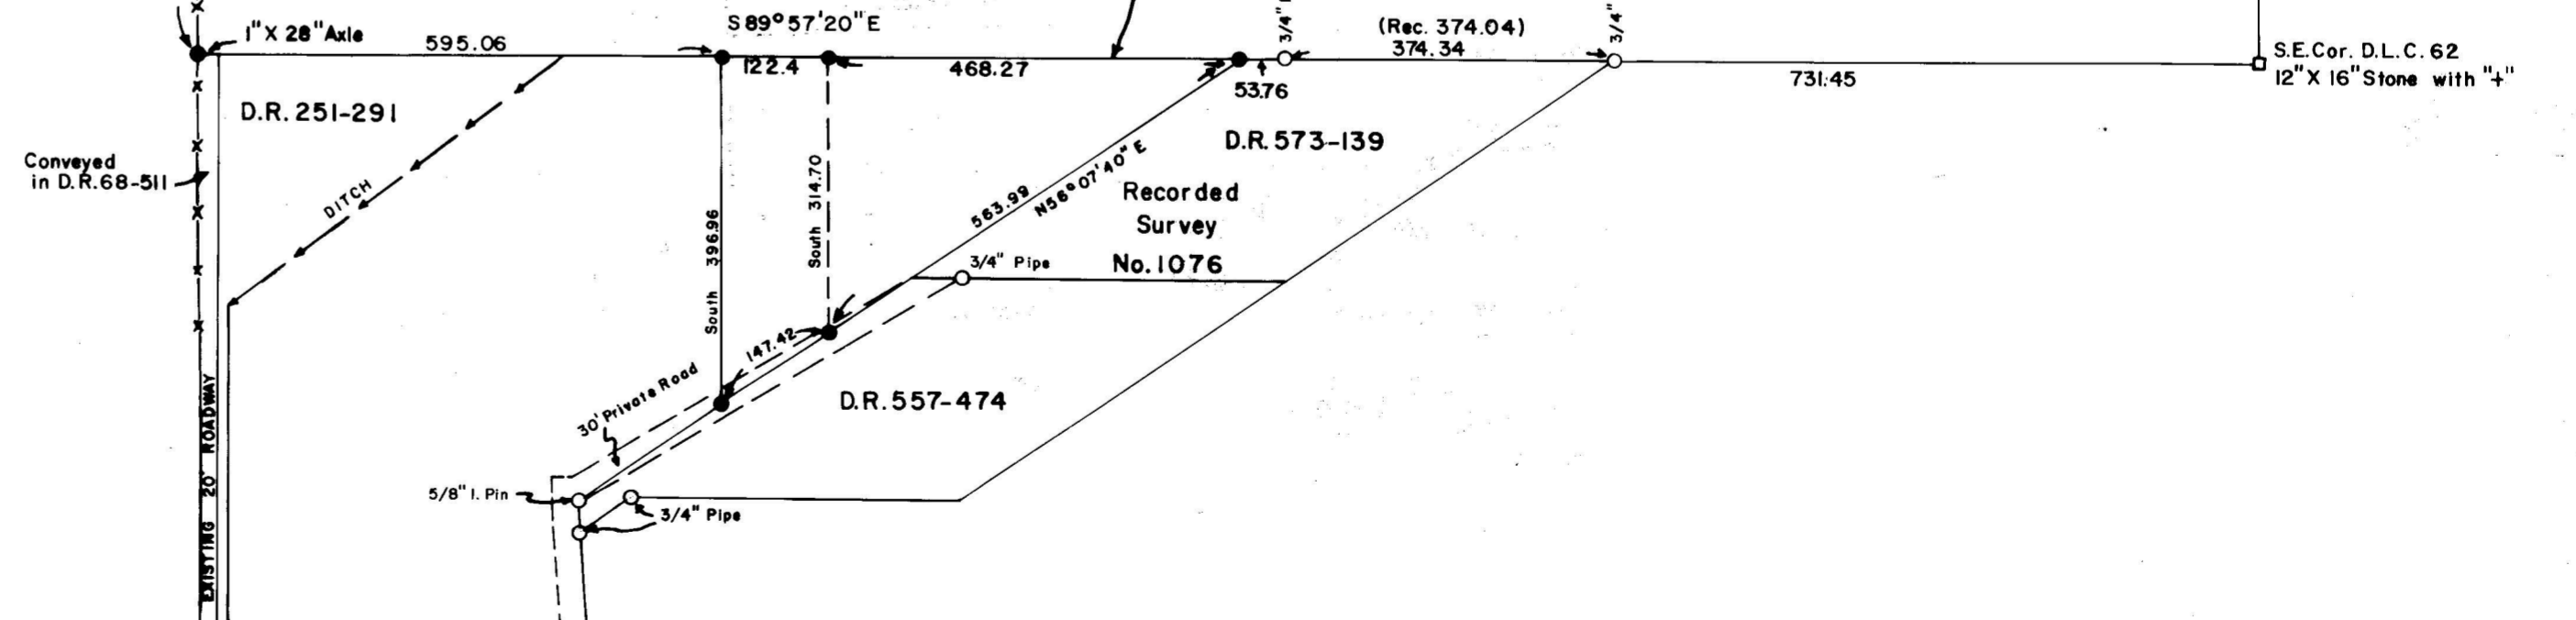 S89°57'20"E
3/4"
(Rec. 374.04)
3/4"
1"X 28"Axle
595.06
374.34
S.E.Cor. D.L.C. 62
122.4
468.27
53.76
731.45
12"X 16"Stone with "+"
D.R. 251-291
D.R. 573-139
Conveyed
in D.R.68-511
DITCH
563.99
N56°07'40"E
Recorded
Survey
No. 1076
South 396.96
South 314.70
3/4" Pipe
147.42
30' Private Road
D.R. 557-474
EXISTING 20' ROADWAY
5/8" I. Pin
3/4" Pipe